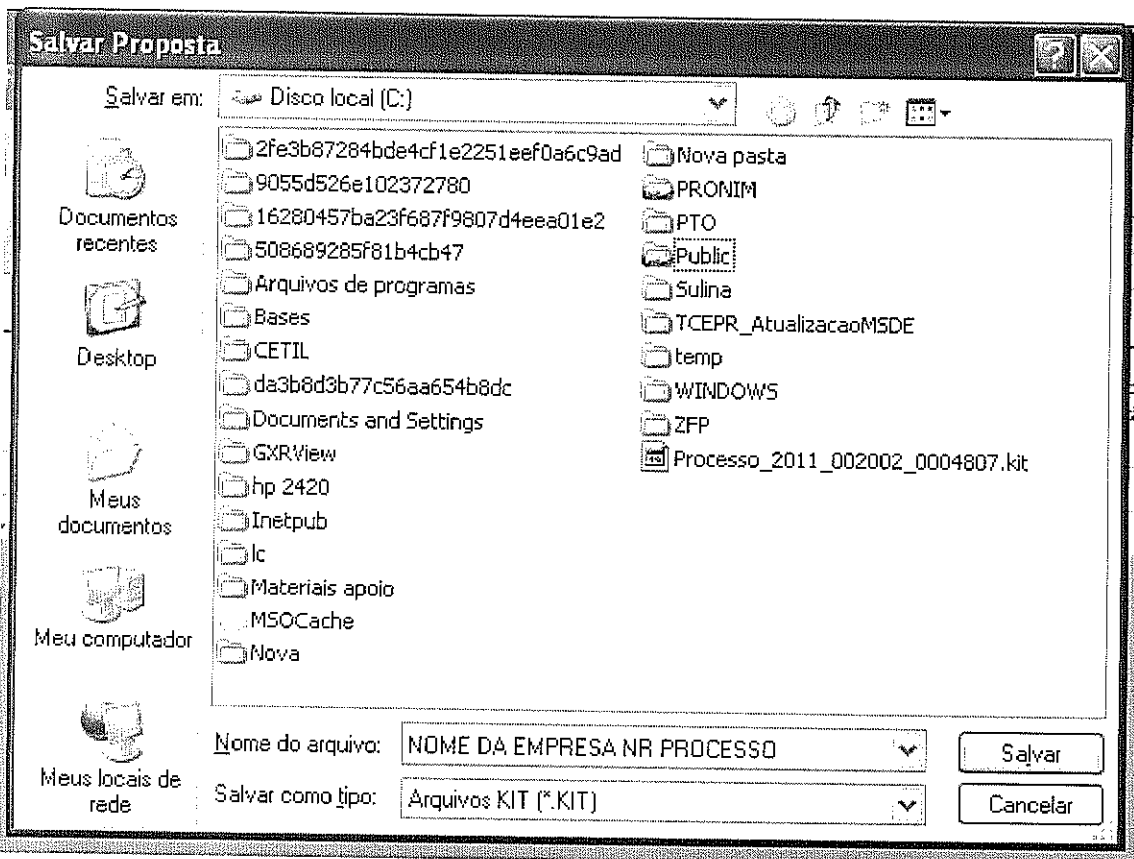 Salvar Proposta
Salvar em: Disco local (C:)
Documentos recentes
Desktop
Meus documentos
Meu computador
Meus locais de rede
2fe3b87284bde4cf1e2251eef0a6c9ad
9055d526e102372780
16280457ba23f687f9807d4eea01e2
508689285f81b4cb47
Arquivos de programas
Bases
CETIL
da3b8d3b77c56aa654b8dc
Documents and Settings
GXRView
hp 2420
Inetpub
lc
Materiais apoio
MSOCache
Nova
Nova pasta
PRONIM
PTO
Public
Sulina
TCEPR_AtualizacaoMSDE
temp
WINDOWS
ZFP
Processo_2011_002002_0004807.kit
Nome do arquivo: NOME DA EMPRESA NR PROCESSO
Salvar
Salvar como tipo: Arquivos KIT (*.KIT)
Cancelar